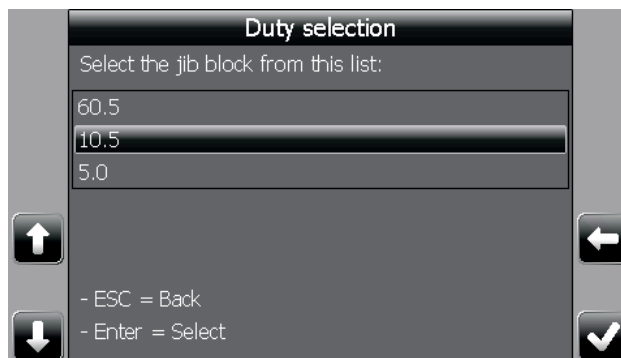 Duty selection
Select the jib block from this list:
60.5
10.5
5.0
- ESC = Back
- Enter = Select